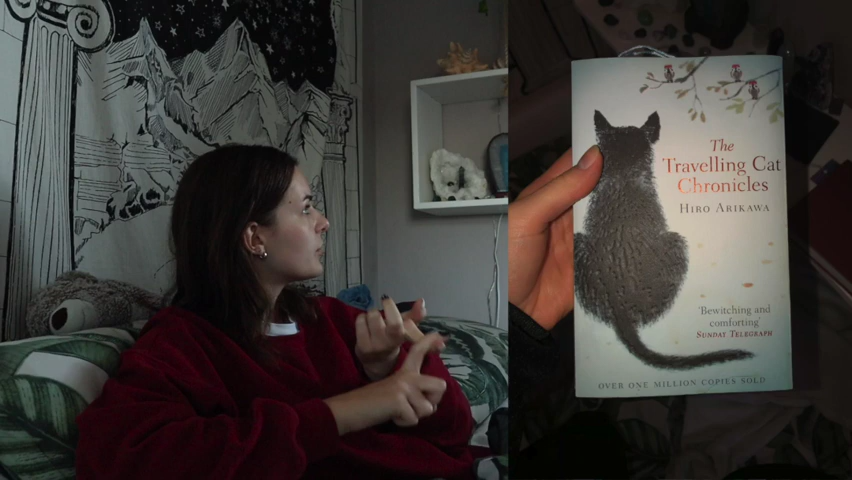 The
Travelling Cat
Chronicles
HIRO ARIKAWA
'Bewitching and
comforting'
SUNDAY TELEGRAPH
OVER ONE MILLION COPIES SOLD